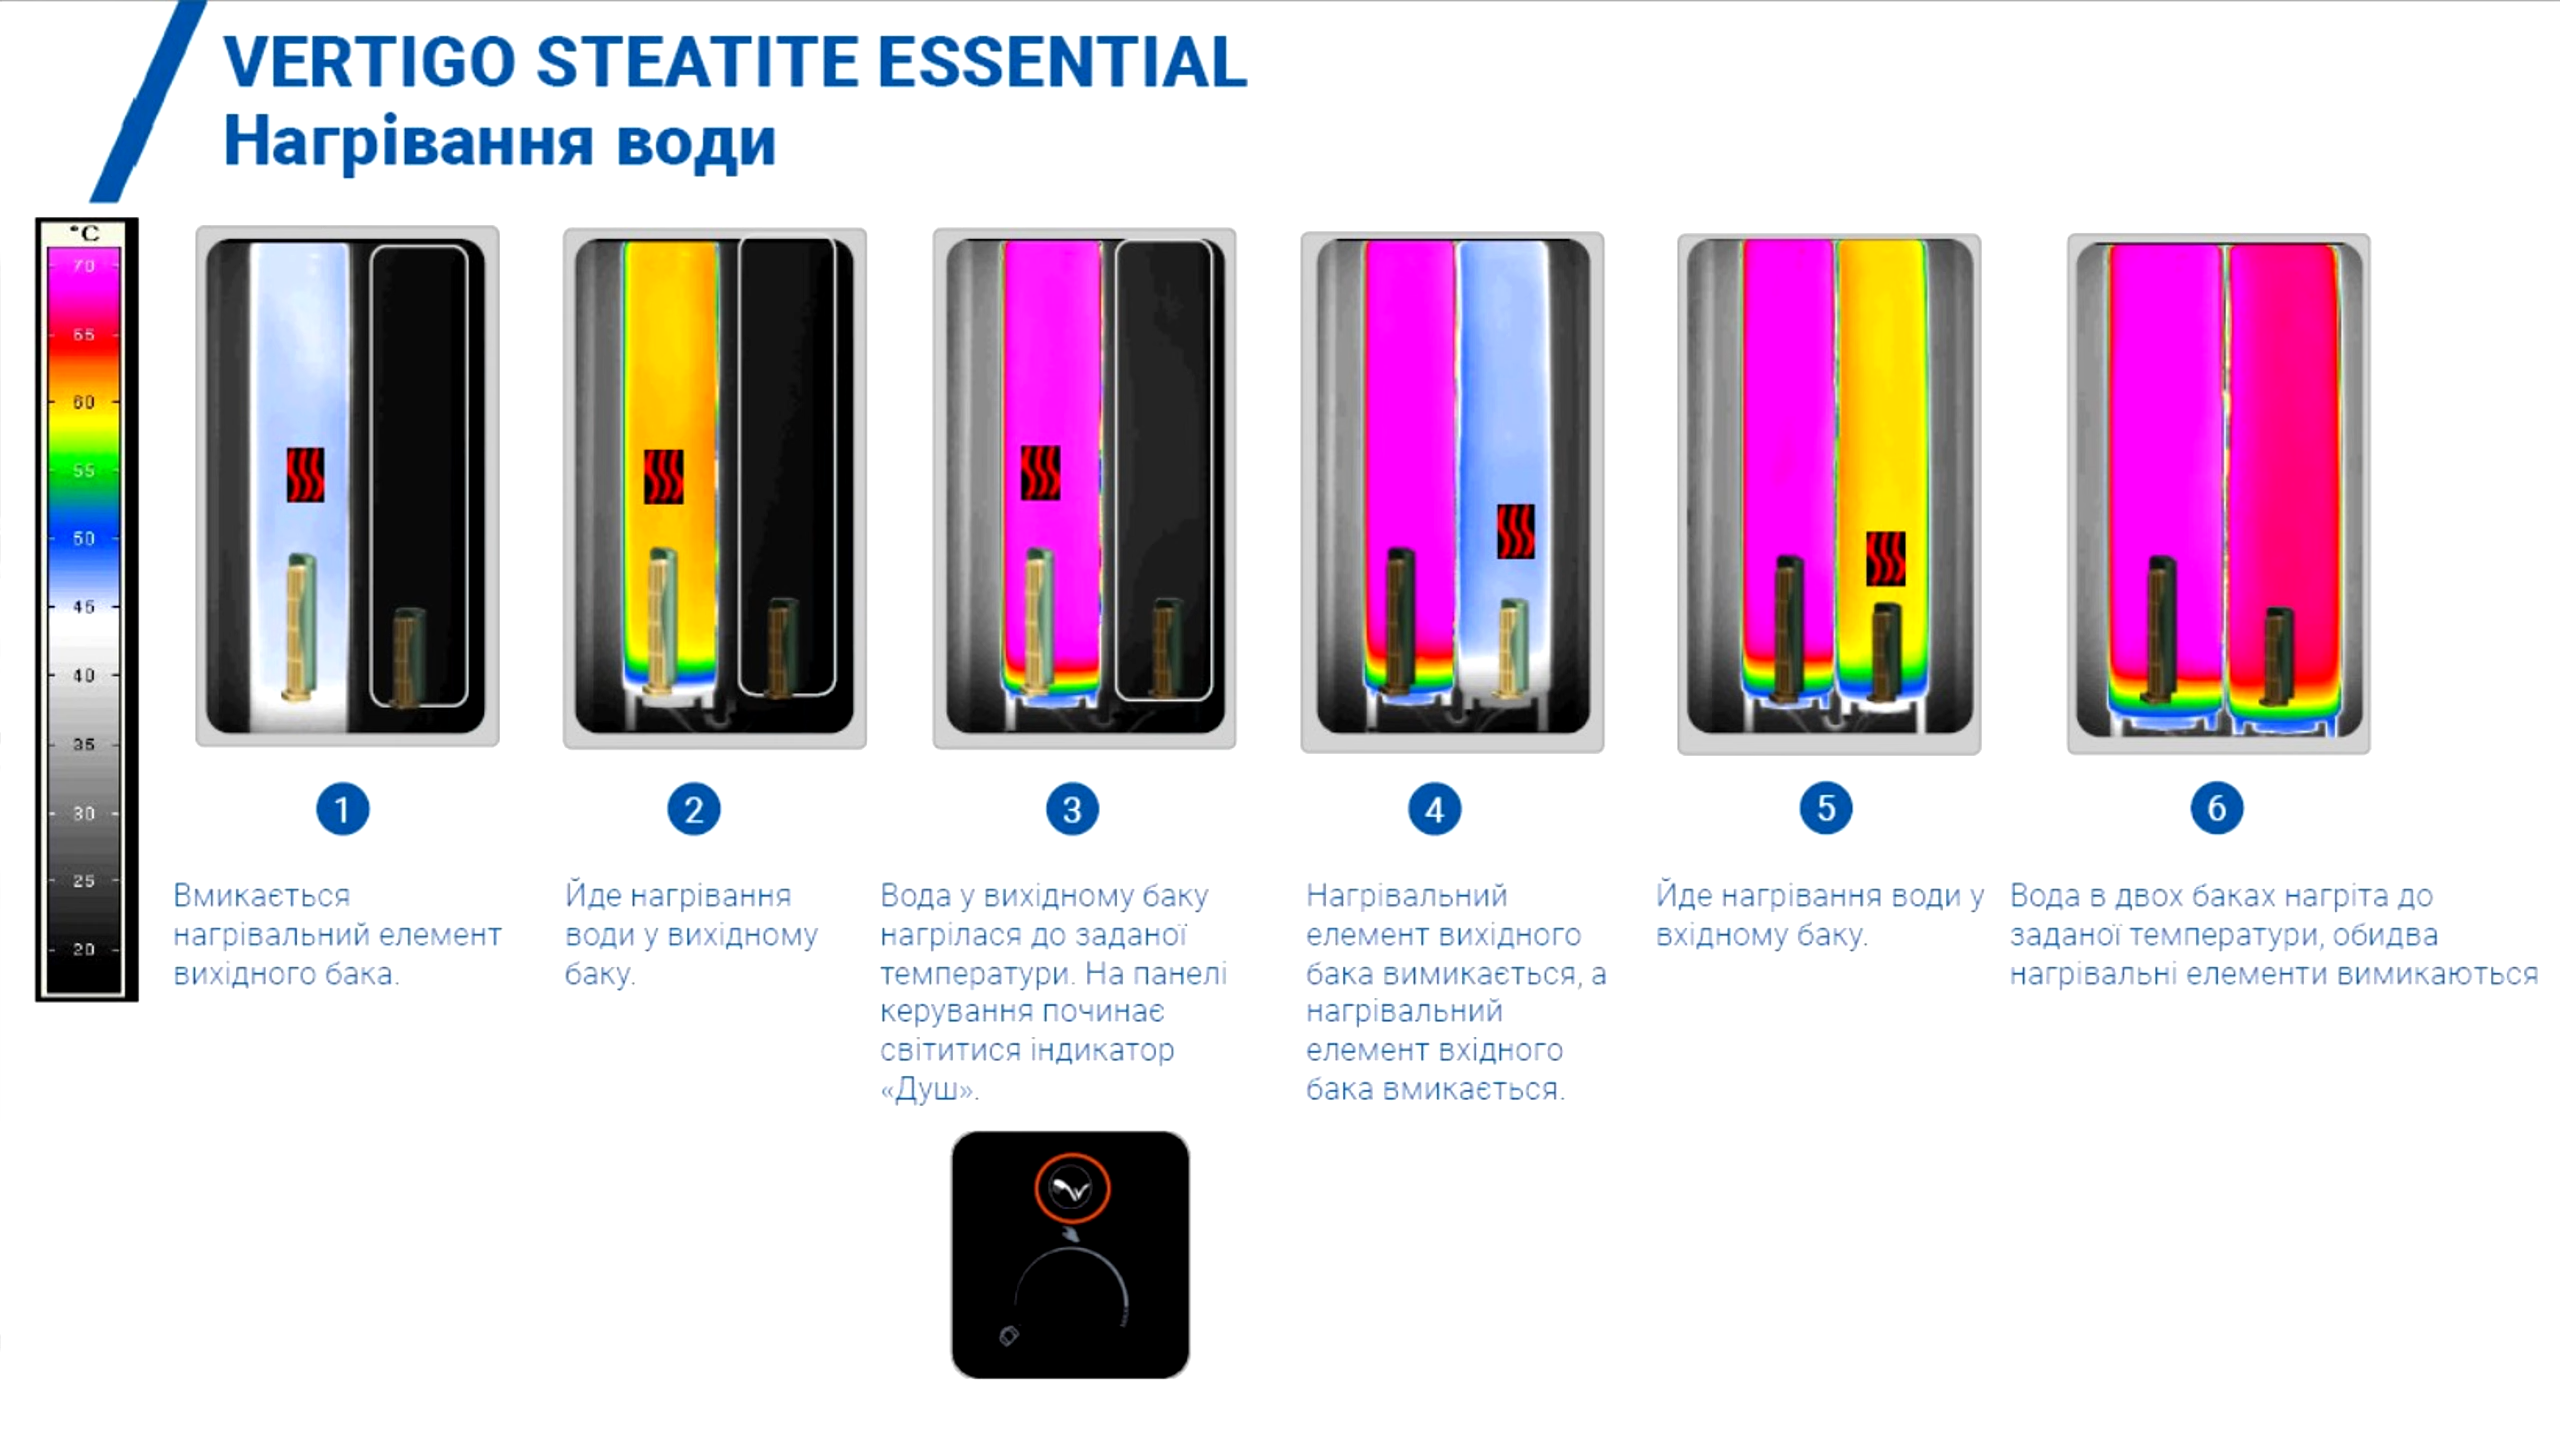 VERTIGO STEATITE ESSENTIAL
Нагрівання води
°C
70
65
60
55
50
45
40
35
30
25
20
1
Вмикається
нагрівальний елемент
вихідного бака.
2
Йде нагрівання
води у вихідному
баку.
3
Вода у вихідному баку
нагрілася до заданої
температури. На панелі
керування починає
світитися індикатор
«Душ».
4
Нагрівальний
елемент вихідного
бака вимикається, а
нагрівальний
елемент вхідного
бака вмикається.
5
Йде нагрівання води у
вхідному баку.
6
Вода в двох баках нагріта до
заданої температури, обидва
нагрівальні елементи вимикаються